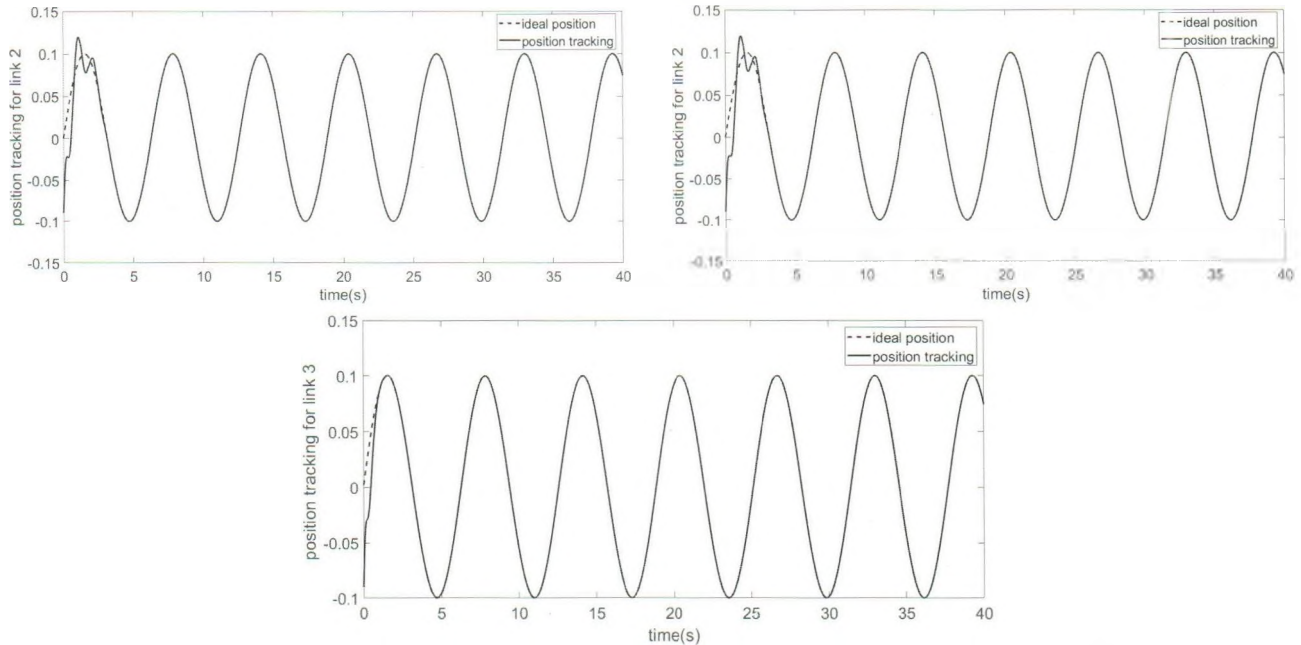 0.15
0.1
0.05
0
-0.05
-0.1
-0.15
position tracking for link 2
ideal position
position tracking
0 5 10 15 20 25 30 35 40
time(s)
0.15
0.1
0.05
0
-0.05
-0.1
-0.15
position tracking for link 2
ideal position
position tracking
0 5 10 15 20 25 30 35 40
time(s)
0.15
0.1
0.05
0
-0.05
-0.1
position tracking for link 3
ideal position
position tracking
0 5 10 15 20 25 30 35 40
time(s)